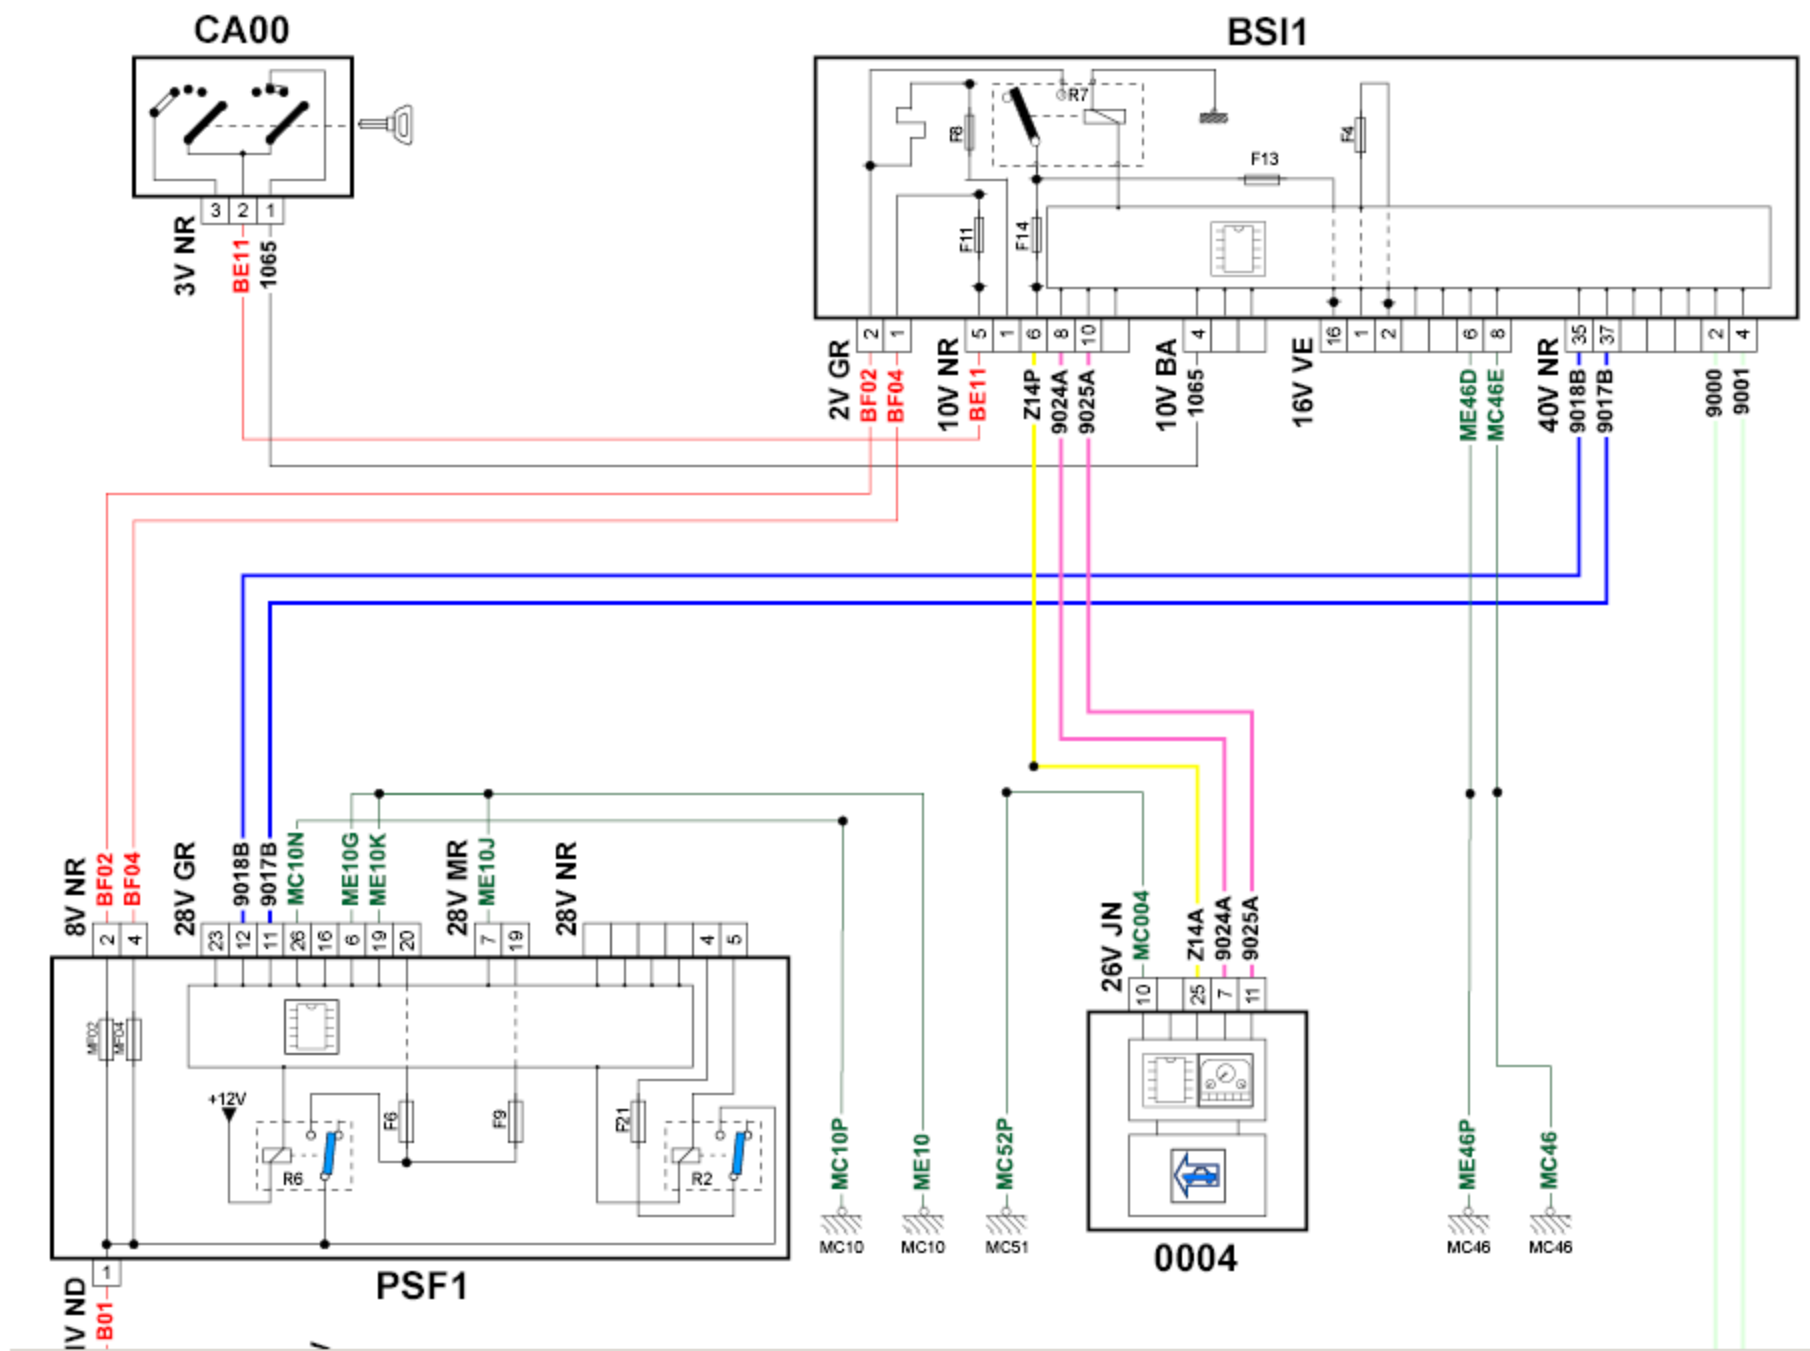 CA00
BSI1
R7
F8
F4
F13
F11
F14
3 2 1
3V NR
BE11
1065
2 1 5 1 6 8 10 4 16 1 2 6 8 35 37 2 4
2V GR
BF02
BF04
10V NR
BE11
Z14P
9024A
9025A
10V BA
1065
16V VE
ME46D
MC46E
40V NR
9018B
9017B
9000
9001
8V NR
BF02
BF04
28V GR
9018B
9017B
MC10N
ME10G
ME10K
28V MR
ME10J
28V NR
2 4 23 12 11 26 16 6 19 20 7 19 4 5
26V JN
MC004
Z14A
9024A
9025A
10 25 7 11
MF02
MF04
+12V
R6
F6
F9
F21
R2
MC10P
ME10
MC52P
ME46P
MC46
MC10
MC10
MC51
MC46
MC46
0004
1
PSF1
1V ND
B01